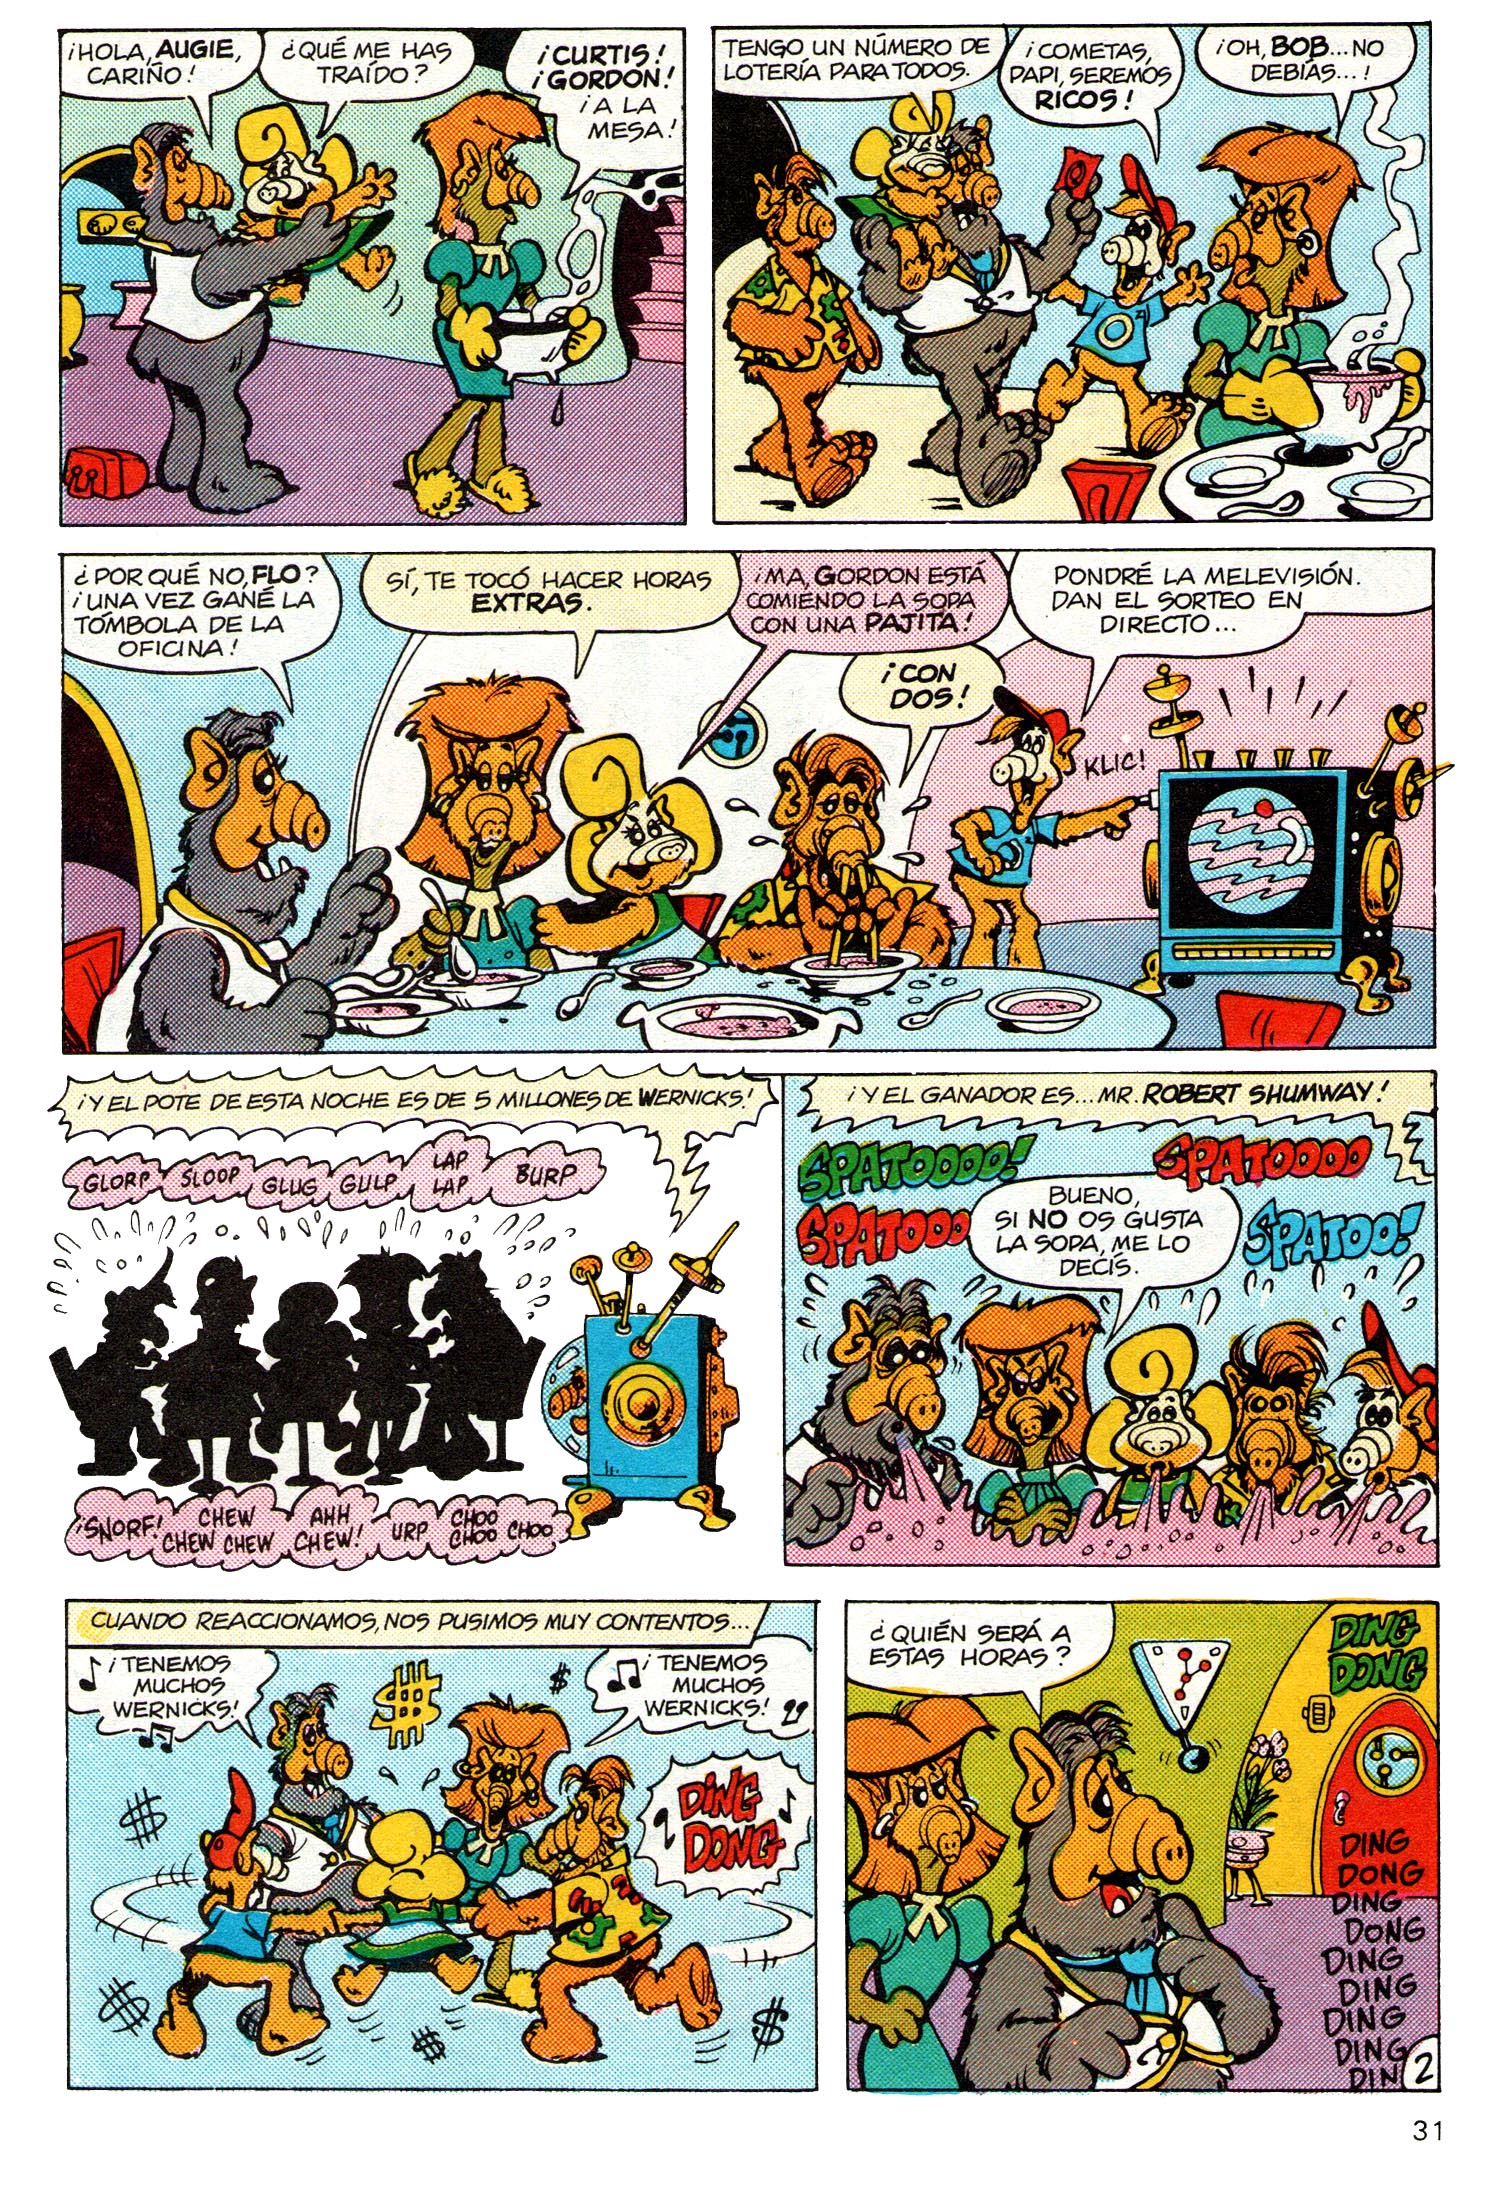 ¡HOLA, AUGIE,
CARIÑO!
¿QUÉ ME HAS
TRAÍDO?
¡CURTIS!
¡GORDON!
¡A LA
MESA!
TENGO UN NÚMERO DE
LOTERÍA PARA TODOS.
¡COMETAS,
PAPI, SEREMOS
RICOS!
¡OH, BOB... NO
DEBÍAS...!
¿POR QUÉ NO, FLO?
¡UNA VEZ GANÉ LA
TÓMBOLA DE LA
OFICINA!
SÍ, TE TOCÓ HACER HORAS
EXTRAS.
¡MA, GORDON ESTÁ
COMIENDO LA SOPA
CON UNA PAJITA!
¡CON
DOS!
PONDRÉ LA MELEVISIÓN.
DAN EL SORTEO EN
DIRECTO...
KLIC!
¡Y EL POTE DE ESTA NOCHE ES DE 5 MILLONES DE WERNICKS!
GLORP
SLOOP
GLUG
GULP
LAP
LAP
BURP
¡SNORF!
CHEW
CHEW CHEW
AHH
CHEW!
URP
CHOO
CHOO CHOO
¡Y EL GANADOR ES... MR. ROBERT SHUMWAY!
SPATOOOO!
SPATOOOO
SPATOOO
SPATOO!
BUENO,
SI NO OS GUSTA
LA SOPA, ME LO
DECÍS.
CUANDO REACCIONAMOS, NOS PUSIMOS MUY CONTENTOS...
¡TENEMOS
MUCHOS
WERNICKS!
¡TENEMOS
MUCHOS
WERNICKS!
DING
DONG
¿QUIÉN SERÁ A
ESTAS HORAS?
DING
DONG
DING
DONG
DING
DONG
DING
DING
DING
DING
DIN
2
31